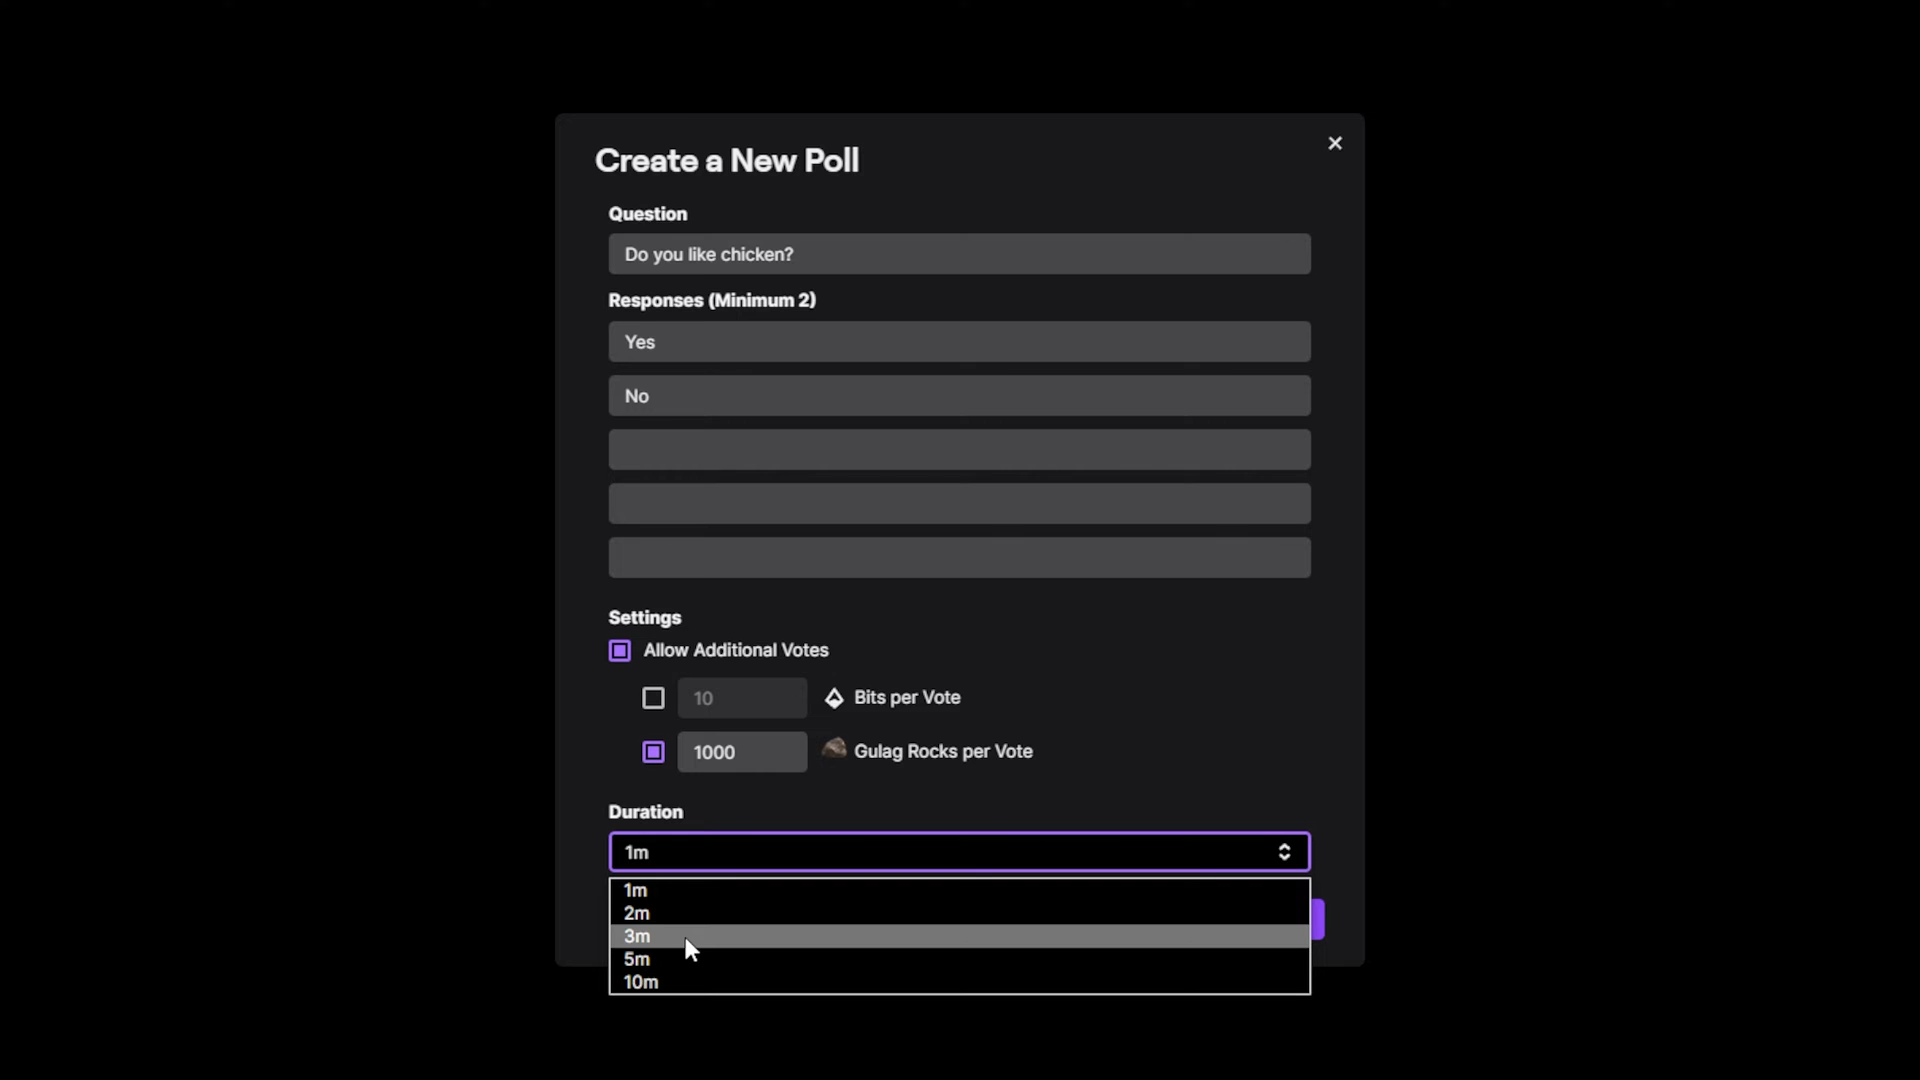 Create a New Poll
Question
Do you like chicken?
Responses (Minimum 2)
Yes
No
Settings
Allow Additional Votes
10 Bits per Vote
1000 Gulag Rocks per Vote
Duration
1m
1m
2m
3m
5m
10m